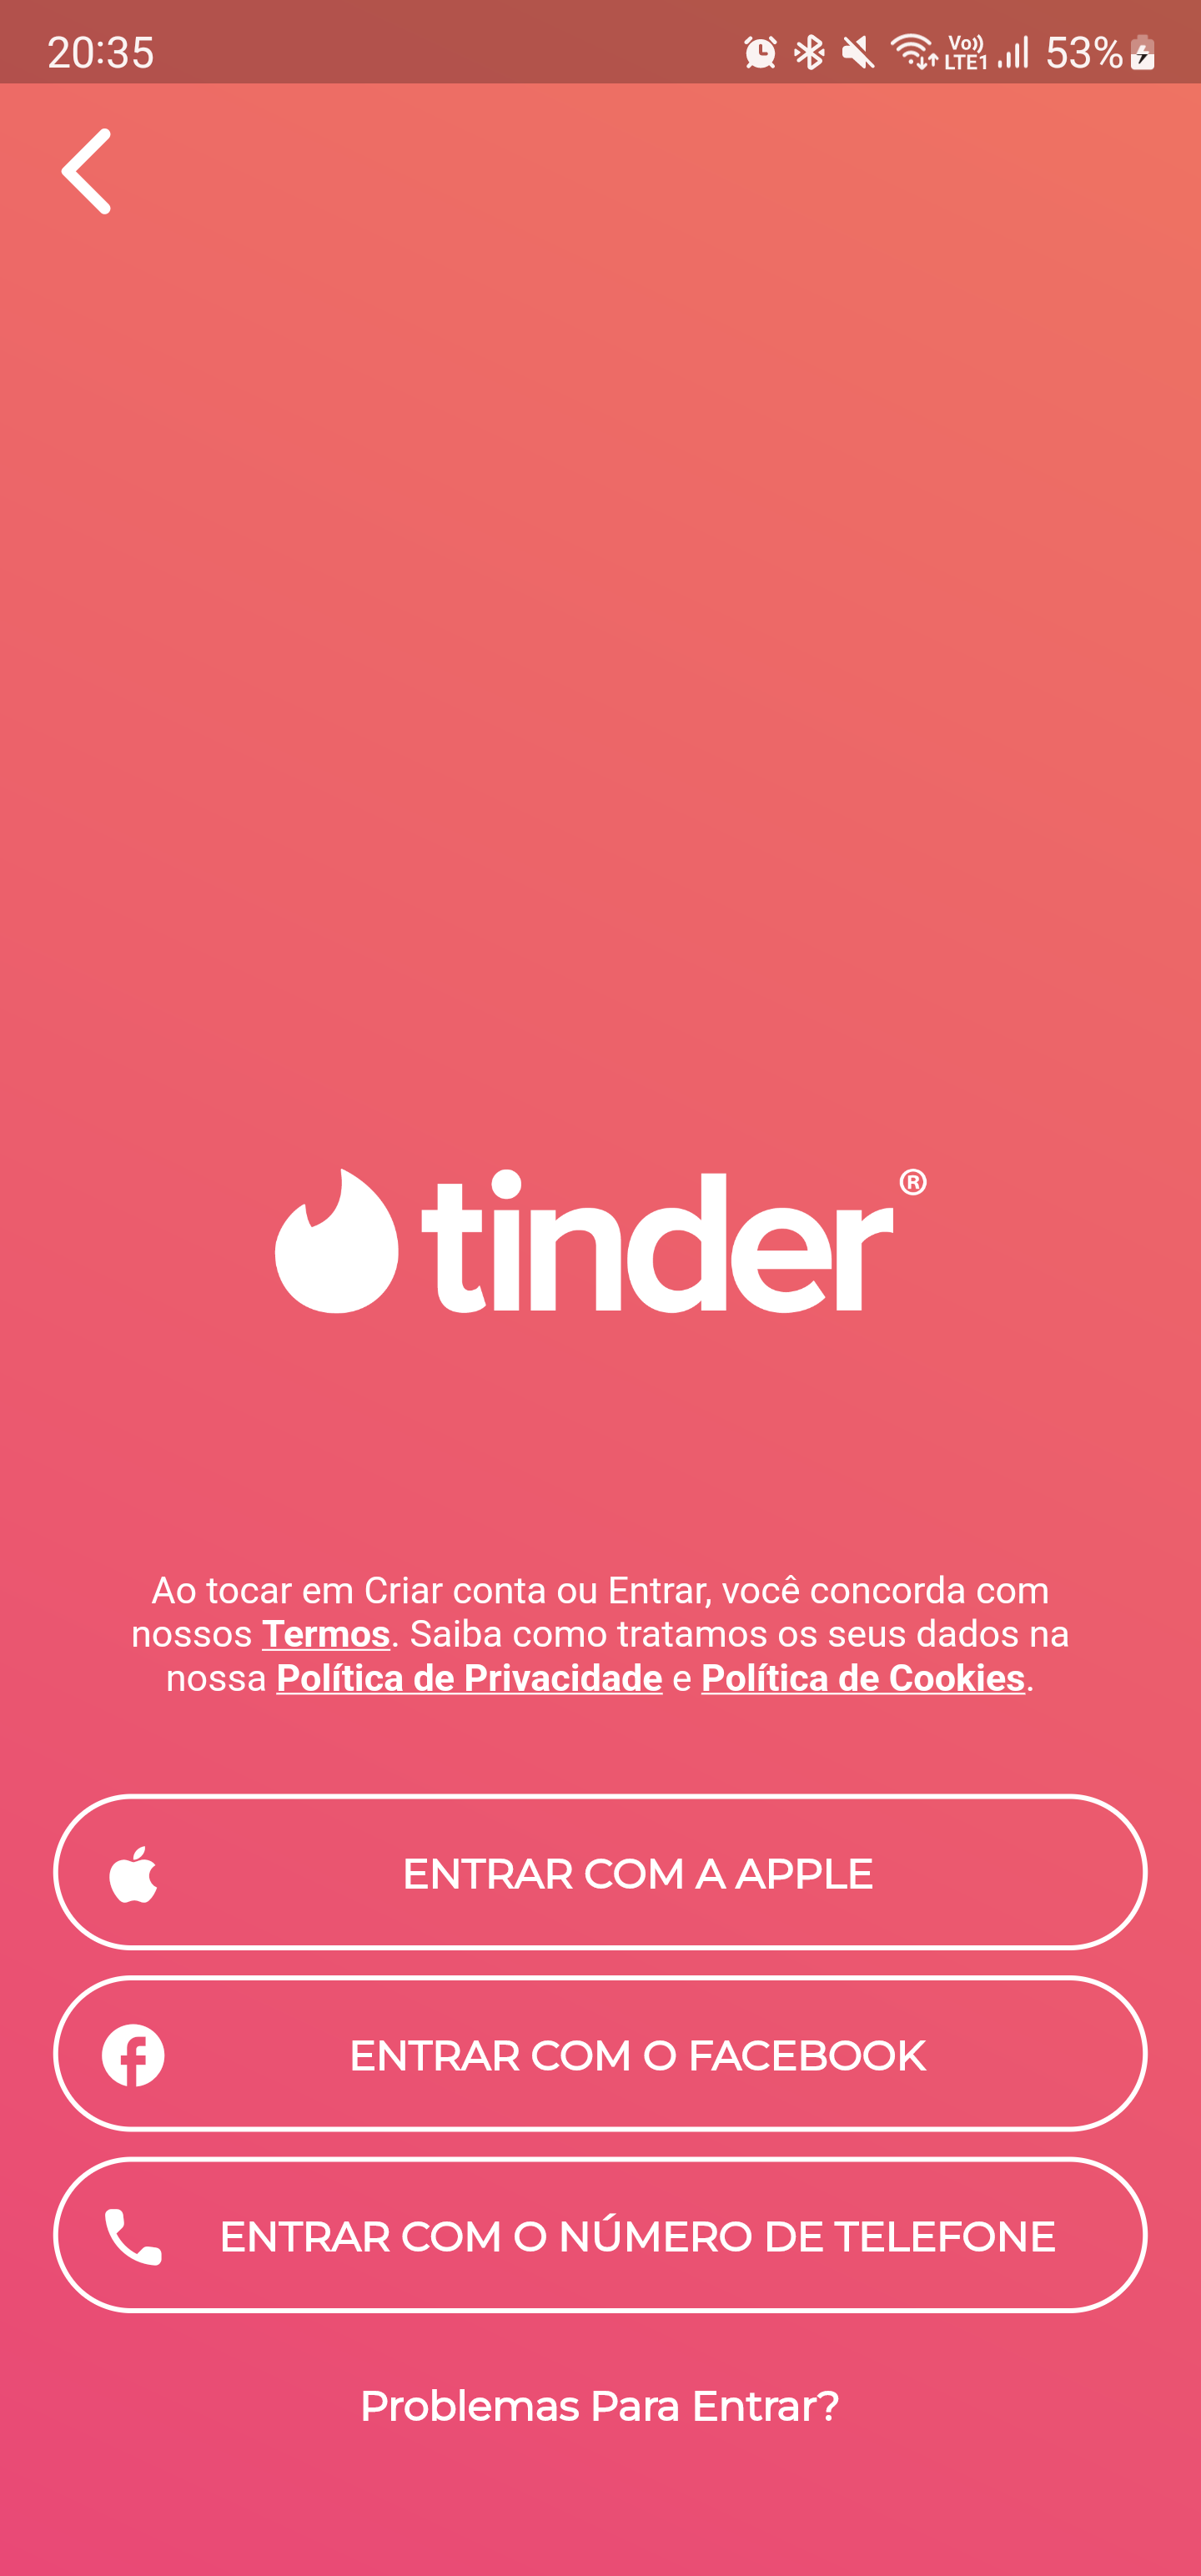 20:35
Vo)) LTE1 53%
tinder®
Ao tocar em Criar conta ou Entrar, você concorda com
nossos Termos. Saiba como tratamos os seus dados na
nossa Política de Privacidade e Política de Cookies.
ENTRAR COM A APPLE
ENTRAR COM O FACEBOOK
ENTRAR COM O NÚMERO DE TELEFONE
Problemas Para Entrar?